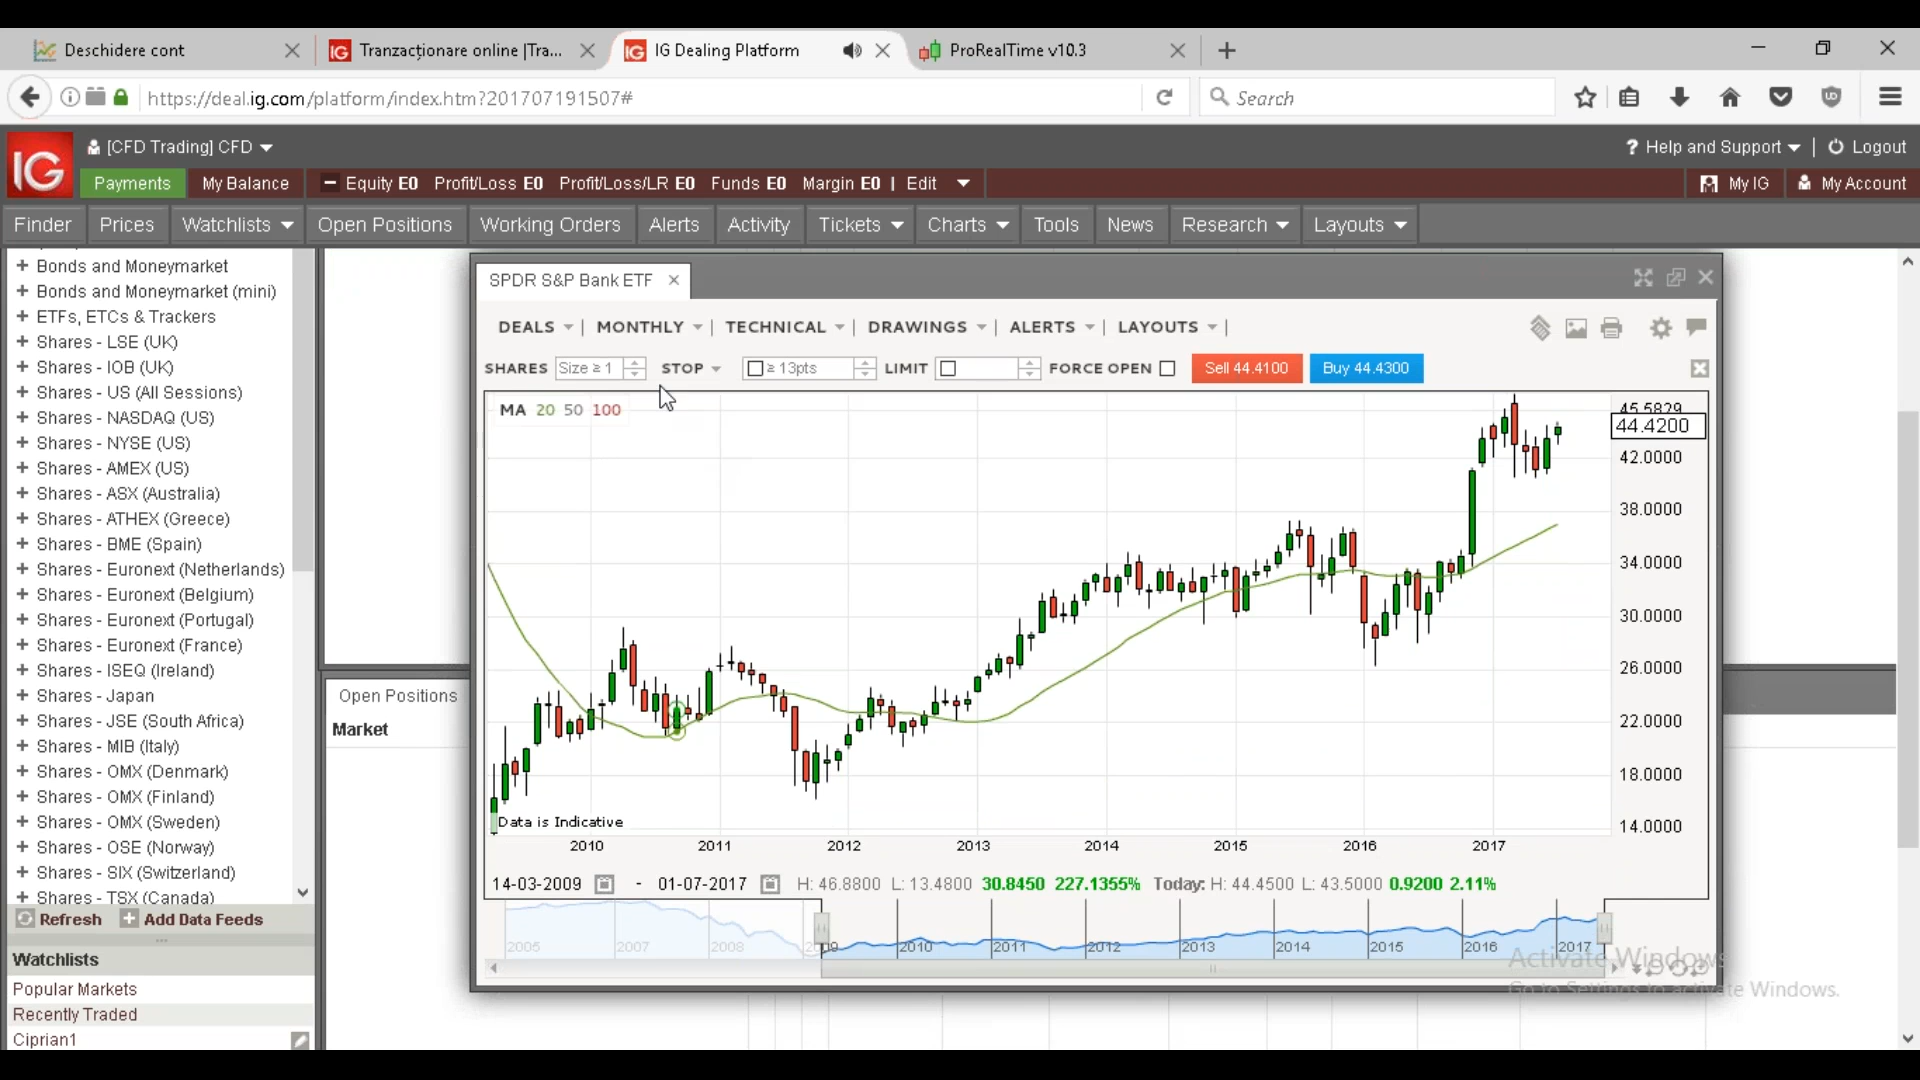 Deschidere cont
IG Tranzacționare online |Tra...
IG IG Dealing Platform
ProRealTime v10.3
https://deal.ig.com/platform/index.htm?201707191507#
Search
IG
[CFD Trading] CFD
? Help and Support | Logout
Payments My Balance Equity E0 Profit/Loss E0 Profit/Loss/LR E0 Funds E0 Margin E0 | Edit
My IG My Account
Finder Prices Watchlists Open Positions Working Orders Alerts Activity Tickets Charts Tools News Research Layouts
+ Bonds and Moneymarket
+ Bonds and Moneymarket (mini)
+ ETFs, ETCs & Trackers
+ Shares - LSE (UK)
+ Shares - IOB (UK)
+ Shares - US (All Sessions)
+ Shares - NASDAQ (US)
+ Shares - NYSE (US)
+ Shares - AMEX (US)
+ Shares - ASX (Australia)
+ Shares - ATHEX (Greece)
+ Shares - BME (Spain)
+ Shares - Euronext (Netherlands)
+ Shares - Euronext (Belgium)
+ Shares - Euronext (Portugal)
+ Shares - Euronext (France)
+ Shares - ISEQ (Ireland)
+ Shares - Japan
+ Shares - JSE (South Africa)
+ Shares - MIB (Italy)
+ Shares - OMX (Denmark)
+ Shares - OMX (Finland)
+ Shares - OMX (Sweden)
+ Shares - OSE (Norway)
+ Shares - SIX (Switzerland)
+ Shares - TSX (Canada)
Refresh + Add Data Feeds
Watchlists
Popular Markets
Recently Traded
Ciprian1
Open Positions
Market
SPDR S&P Bank ETF
DEALS | MONTHLY | TECHNICAL | DRAWINGS | ALERTS | LAYOUTS |
SHARES Size ≥ 1 STOP ≥ 13pts LIMIT FORCE OPEN Sell 44.4100 Buy 44.4300
MA 20 50 100
45.5829
44.4200
42.0000
38.0000
34.0000
30.0000
26.0000
22.0000
18.0000
14.0000
Data is Indicative
2010 2011 2012 2013 2014 2015 2016 2017
14-03-2009 - 01-07-2017 H: 46.8800 L: 13.4800 30.8450 227.1355% Today: H: 44.4500 L: 43.5000 0.9200 2.11%
2005 2007 2008 2009 2010 2011 2012 2013 2014 2015 2016 2017
Activate Windows
Go to Settings to activate Windows.